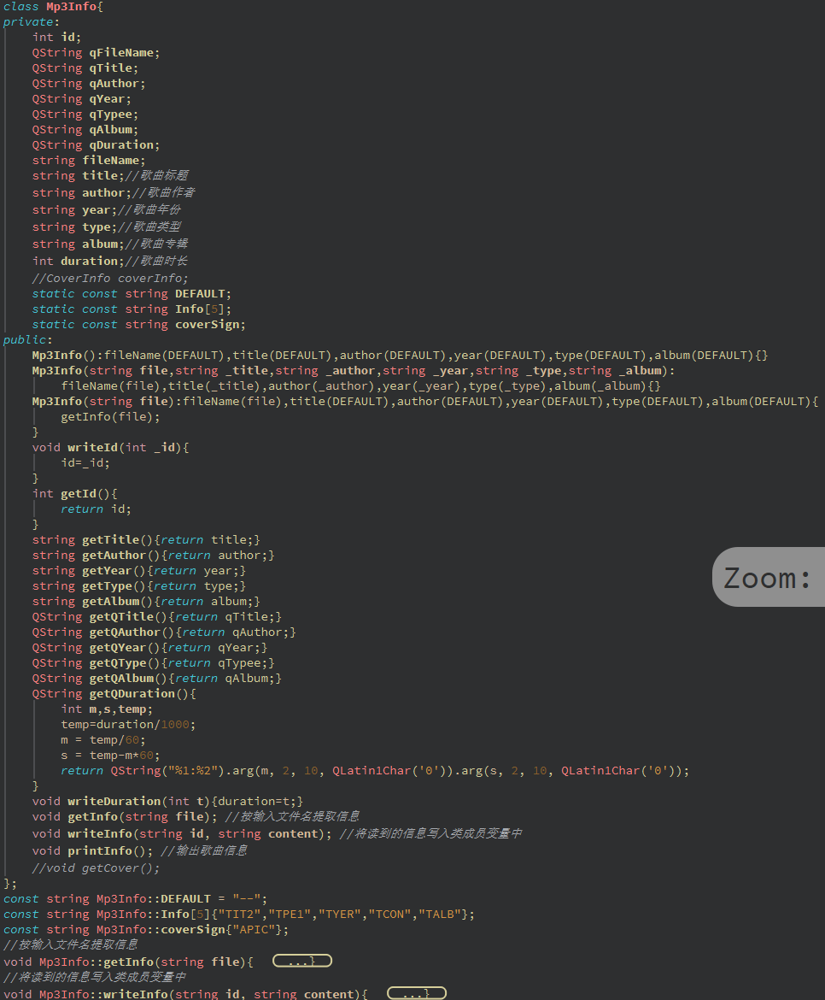 class Mp3Info{
private:
    int id;
    QString qFileName;
    QString qTitle;
    QString qAuthor;
    QString qYear;
    QString qTypee;
    QString qAlbum;
    QString qDuration;
    string fileName;
    string title;//歌曲标题
    string author;//歌曲作者
    string year;//歌曲年份
    string type;//歌曲类型
    string album;//歌曲专辑
    int duration;//歌曲时长
    //CoverInfo coverInfo;
    static const string DEFAULT;
    static const string Info[5];
    static const string coverSign;
public:
    Mp3Info():fileName(DEFAULT),title(DEFAULT),author(DEFAULT),year(DEFAULT),type(DEFAULT),album(DEFAULT){}
    Mp3Info(string file,string _title,string _author,string _year,string _type,string _album):
        fileName(file),title(_title),author(_author),year(_year),type(_type),album(_album){}
    Mp3Info(string file):fileName(file),title(DEFAULT),author(DEFAULT),year(DEFAULT),type(DEFAULT),album(DEFAULT){
        getInfo(file);
    }
    void writeId(int _id){
        id=_id;
    }
    int getId(){
        return id;
    }
    string getTitle(){return title;}
    string getAuthor(){return author;}
    string getYear(){return year;}
    string getType(){return type;}
    string getAlbum(){return album;}
    QString getQTitle(){return qTitle;}
    QString getQAuthor(){return qAuthor;}
    QString getQYear(){return qYear;}
    QString getQType(){return qTypee;}
    QString getQAlbum(){return qAlbum;}
    QString getQDuration(){
        int m,s,temp;
        temp=duration/1000;
        m = temp/60;
        s = temp-m*60;
        return QString("%1:%2").arg(m, 2, 10, QLatin1Char('0')).arg(s, 2, 10, QLatin1Char('0'));
    }
    void writeDuration(int t){duration=t;}
    void getInfo(string file); //按输入文件名提取信息
    void writeInfo(string id, string content); //将读到的信息写入类成员变量中
    void printInfo(); //输出歌曲信息
    //void getCover();
};
const string Mp3Info::DEFAULT = "--";
const string Mp3Info::Info[5]{"TIT2","TPE1","TYER","TCON","TALB"};
const string Mp3Info::coverSign{"APIC"};
//按输入文件名提取信息
void Mp3Info::getInfo(string file){ ...}
//将读到的信息写入类成员变量中
void Mp3Info::writeInfo(string id, string content){ ...}
Zoom: